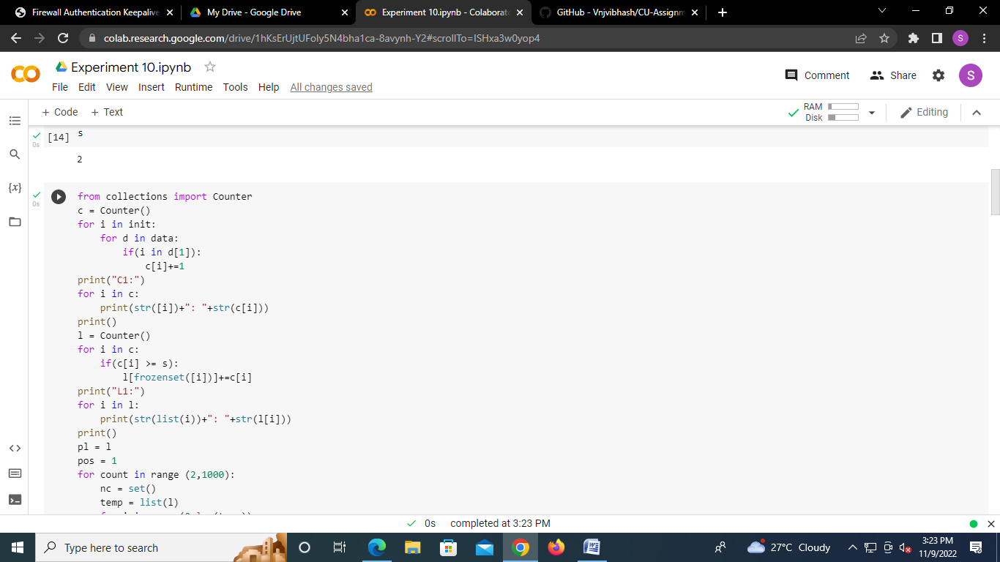 Firewall Authentication Keepalive
My Drive - Google Drive
Experiment 10.ipynb - Colaborato
GitHub - Vnjvibhash/CU-Assignm
colab.research.google.com/drive/1hKsErUjtUFoly5N4bha1ca-8avynh-Y2#scrollTo=ISHxa3w0yop4
S
Experiment 10.ipynb
Comment
Share
S
File Edit View Insert Runtime Tools Help All changes saved
+ Code + Text
RAM
Disk
Editing
[14] s
0s
2
{x}
0s
from collections import Counter
c = Counter()
for i in init:
    for d in data:
        if(i in d[1]):
            c[i]+=1
print("C1:")
for i in c:
    print(str([i])+": "+str(c[i]))
print()
l = Counter()
for i in c:
    if(c[i] >= s):
        l[frozenset([i])]+=c[i]
print("L1:")
for i in l:
    print(str(list(i))+": "+str(l[i]))
print()
pl = l
pos = 1
for count in range (2,1000):
    nc = set()
    temp = list(l)
0s completed at 3:23 PM
Type here to search
27°C Cloudy
3:23 PM
11/9/2022